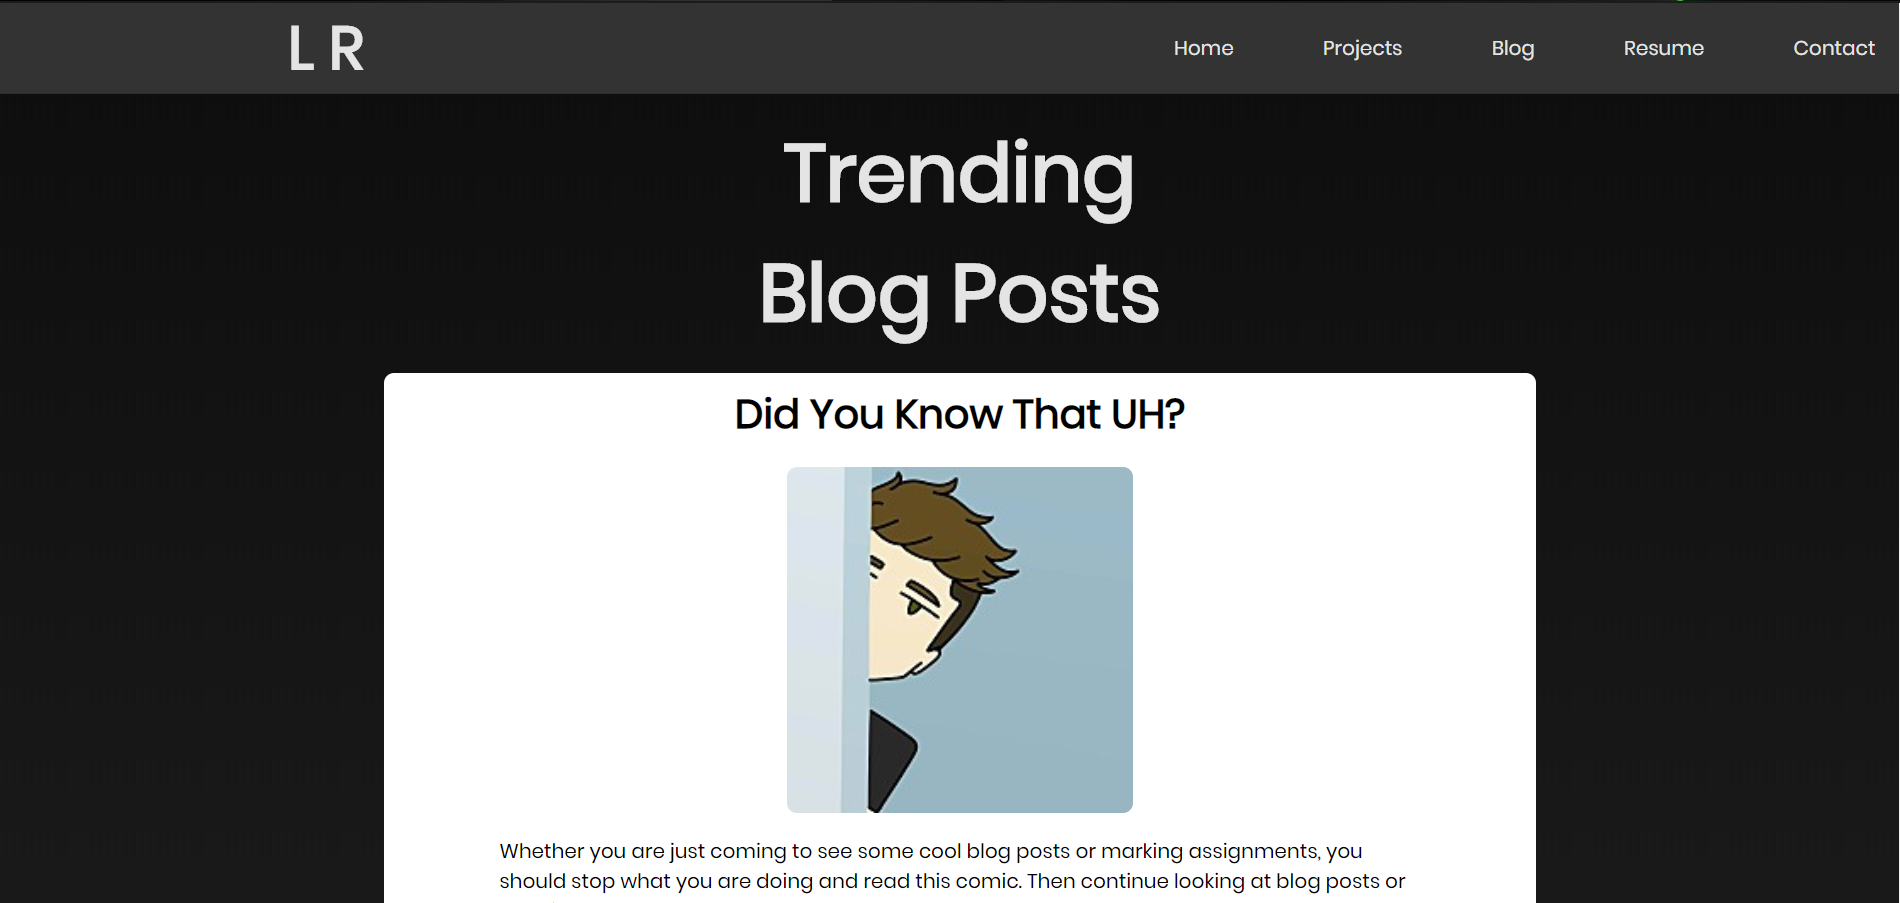 L R
Home Projects Blog Resume Contact
Trending
Blog Posts
Did You Know That UH?
Whether you are just coming to see some cool blog posts or marking assignments, you
should stop what you are doing and read this comic. Then continue looking at blog posts or